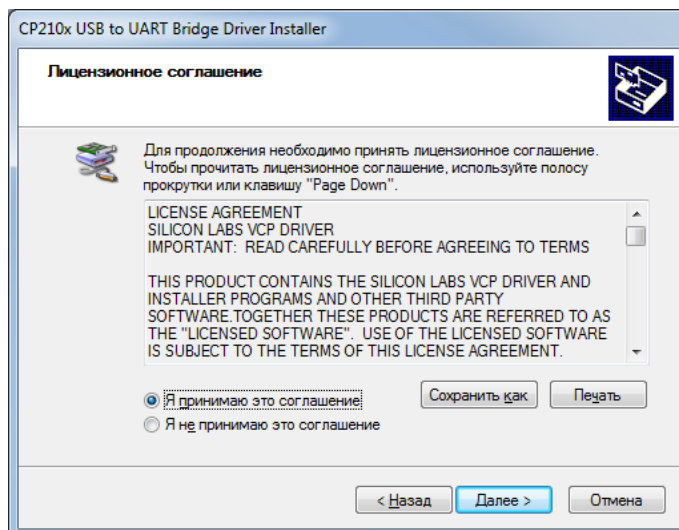 CP210x USB to UART Bridge Driver Installer
Лицензионное соглашение
Для продолжения необходимо принять лицензионное соглашение.
Чтобы прочитать лицензионное соглашение, используйте полосу
прокрутки или клавишу "Page Down".
LICENSE AGREEMENT
SILICON LABS VCP DRIVER
IMPORTANT:  READ CAREFULLY BEFORE AGREEING TO TERMS
THIS PRODUCT CONTAINS THE SILICON LABS VCP DRIVER AND
INSTALLER PROGRAMS AND OTHER THIRD PARTY
SOFTWARE.TOGETHER THESE PRODUCTS ARE REFERRED TO AS
THE "LICENSED SOFTWARE".  USE OF THE LICENSED SOFTWARE
IS SUBJECT TO THE TERMS OF THIS LICENSE AGREEMENT.
Я принимаю это соглашение
Сохранить как
Печать
Я не принимаю это соглашение
< Назад
Далее >
Отмена